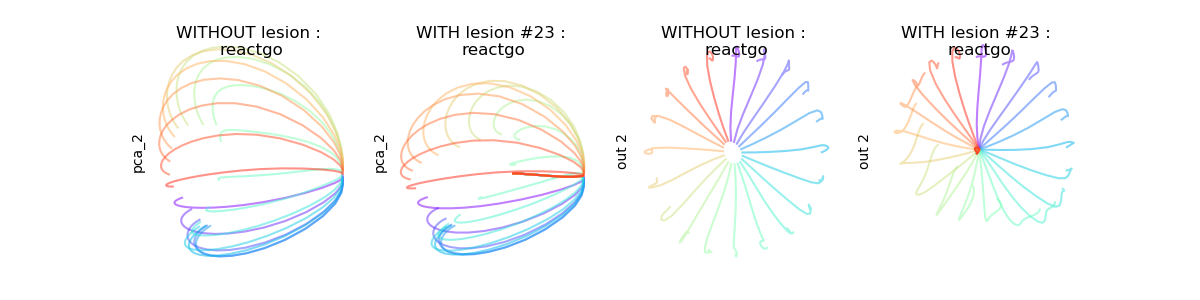 WITHOUT lesion :
reactgo
WITH lesion #23 :
reactgo
WITHOUT lesion :
reactgo
WITH lesion #23 :
reactgo
pca_2
pca_2
out 2
out 2